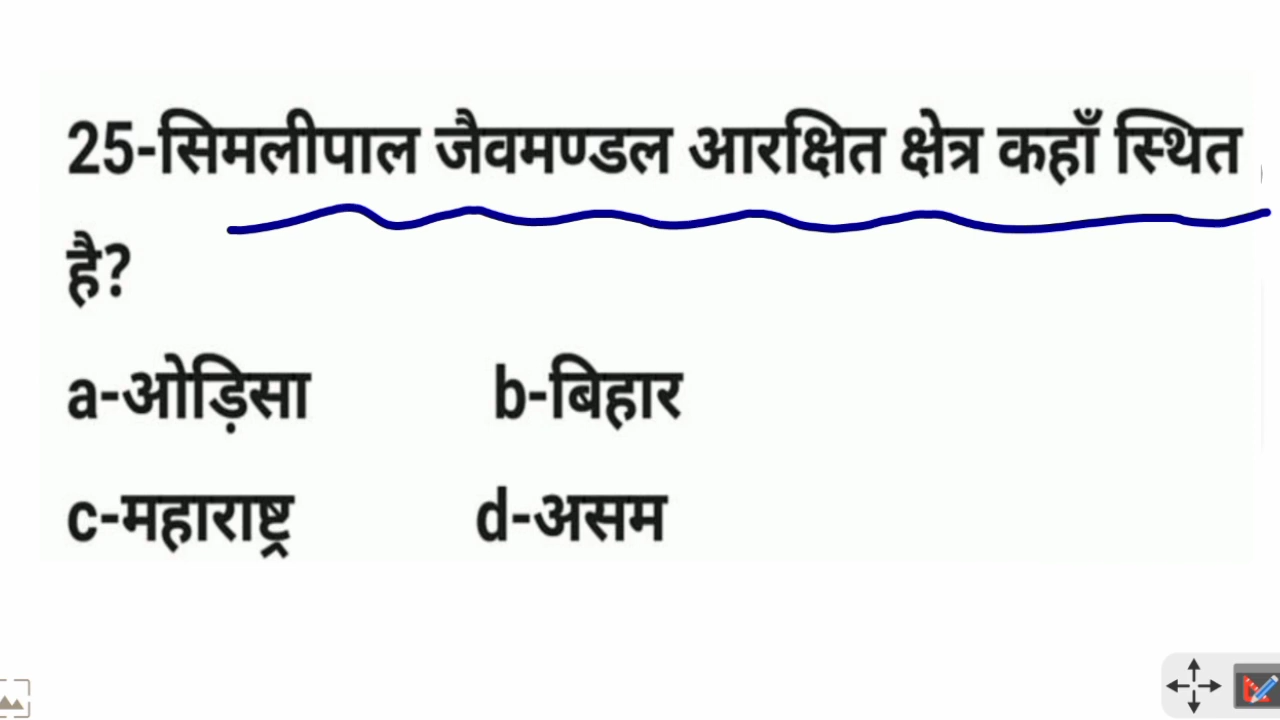 25-सिमलीपाल जैवमण्डल आरक्षित क्षेत्र कहाँ स्थित
है?
a-ओड़िसा b-बिहार
c-महाराष्ट्र d-असम